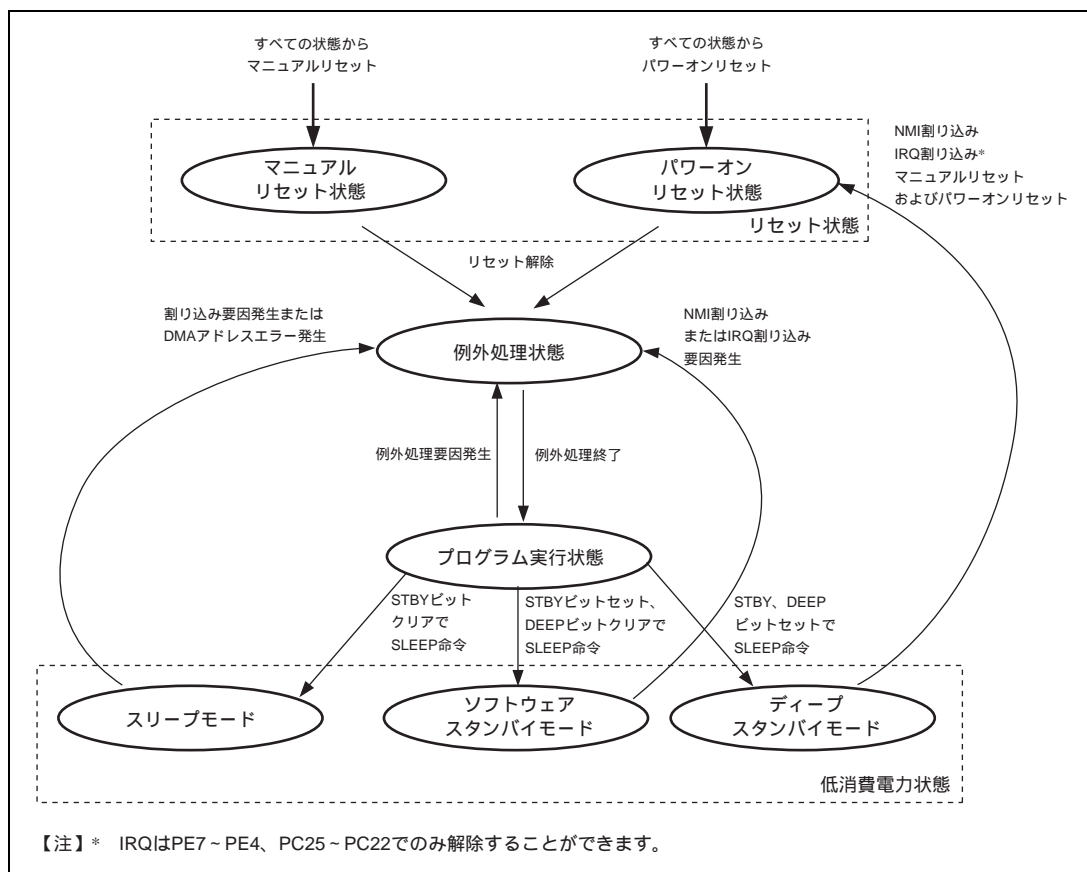 すべての状態から
マニュアルリセット
すべての状態から
パワーオンリセット
NMI割り込み
IRQ割り込み*
マニュアルリセット
およびパワーオンリセット
マニュアル
リセット状態
パワーオン
リセット状態
リセット状態
リセット解除
割り込み要因発生または
DMAアドレスエラー発生
NMI割り込み
またはIRQ割り込み
要因発生
例外処理状態
例外処理要因発生
例外処理終了
プログラム実行状態
STBYビット
クリアで
SLEEP命令
STBYビットセット、
DEEPビットクリアで
SLEEP命令
STBY、DEEP
ビットセットで
SLEEP命令
スリープモード
ソフトウェア
スタンバイモード
ディープ
スタンバイモード
低消費電力状態
【注】* IRQはPE7~PE4、PC25~PC22でのみ解除することができます。